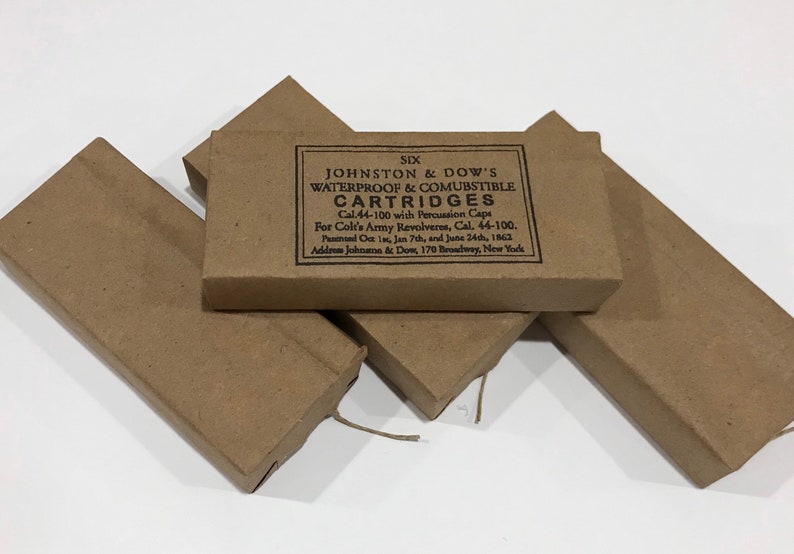 SIX
JOHNSTON & DOW'S
WATERPROOF & COMUBSTIBLE
CARTRIDGES
Cal.44-100 with Percussion Caps
For Colt's Army Revolveres, Cal. 44-100.
Patented Oct 1st, Jan 7th, and June 24th, 1862
Address Johnston & Dow, 170 Broadway, New York